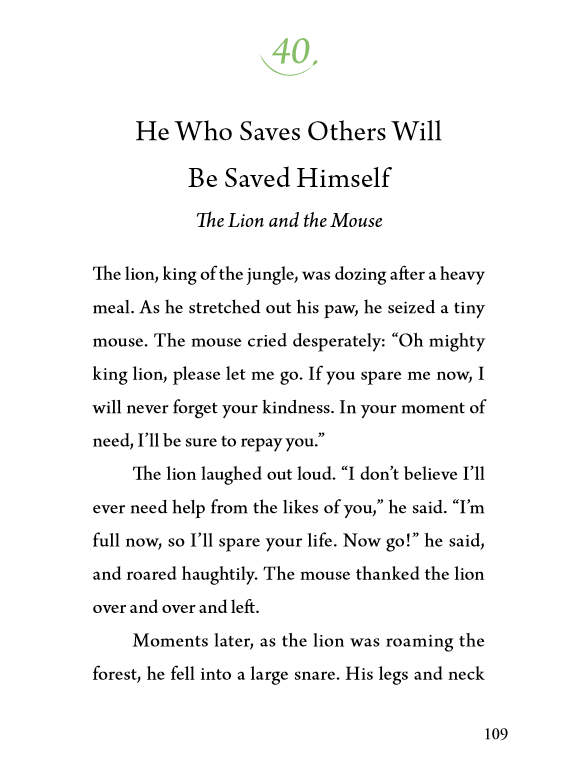 40.
He Who Saves Others Will
Be Saved Himself
The Lion and the Mouse
The lion, king of the jungle, was dozing after a heavy
meal. As he stretched out his paw, he seized a tiny
mouse. The mouse cried desperately: “Oh mighty
king lion, please let me go. If you spare me now, I
will never forget your kindness. In your moment of
need, I’ll be sure to repay you.”
The lion laughed out loud. “I don’t believe I’ll
ever need help from the likes of you,” he said. “I’m
full now, so I’ll spare your life. Now go!” he said,
and roared haughtily. The mouse thanked the lion
over and over and left.
Moments later, as the lion was roaming the
forest, he fell into a large snare. His legs and neck
109